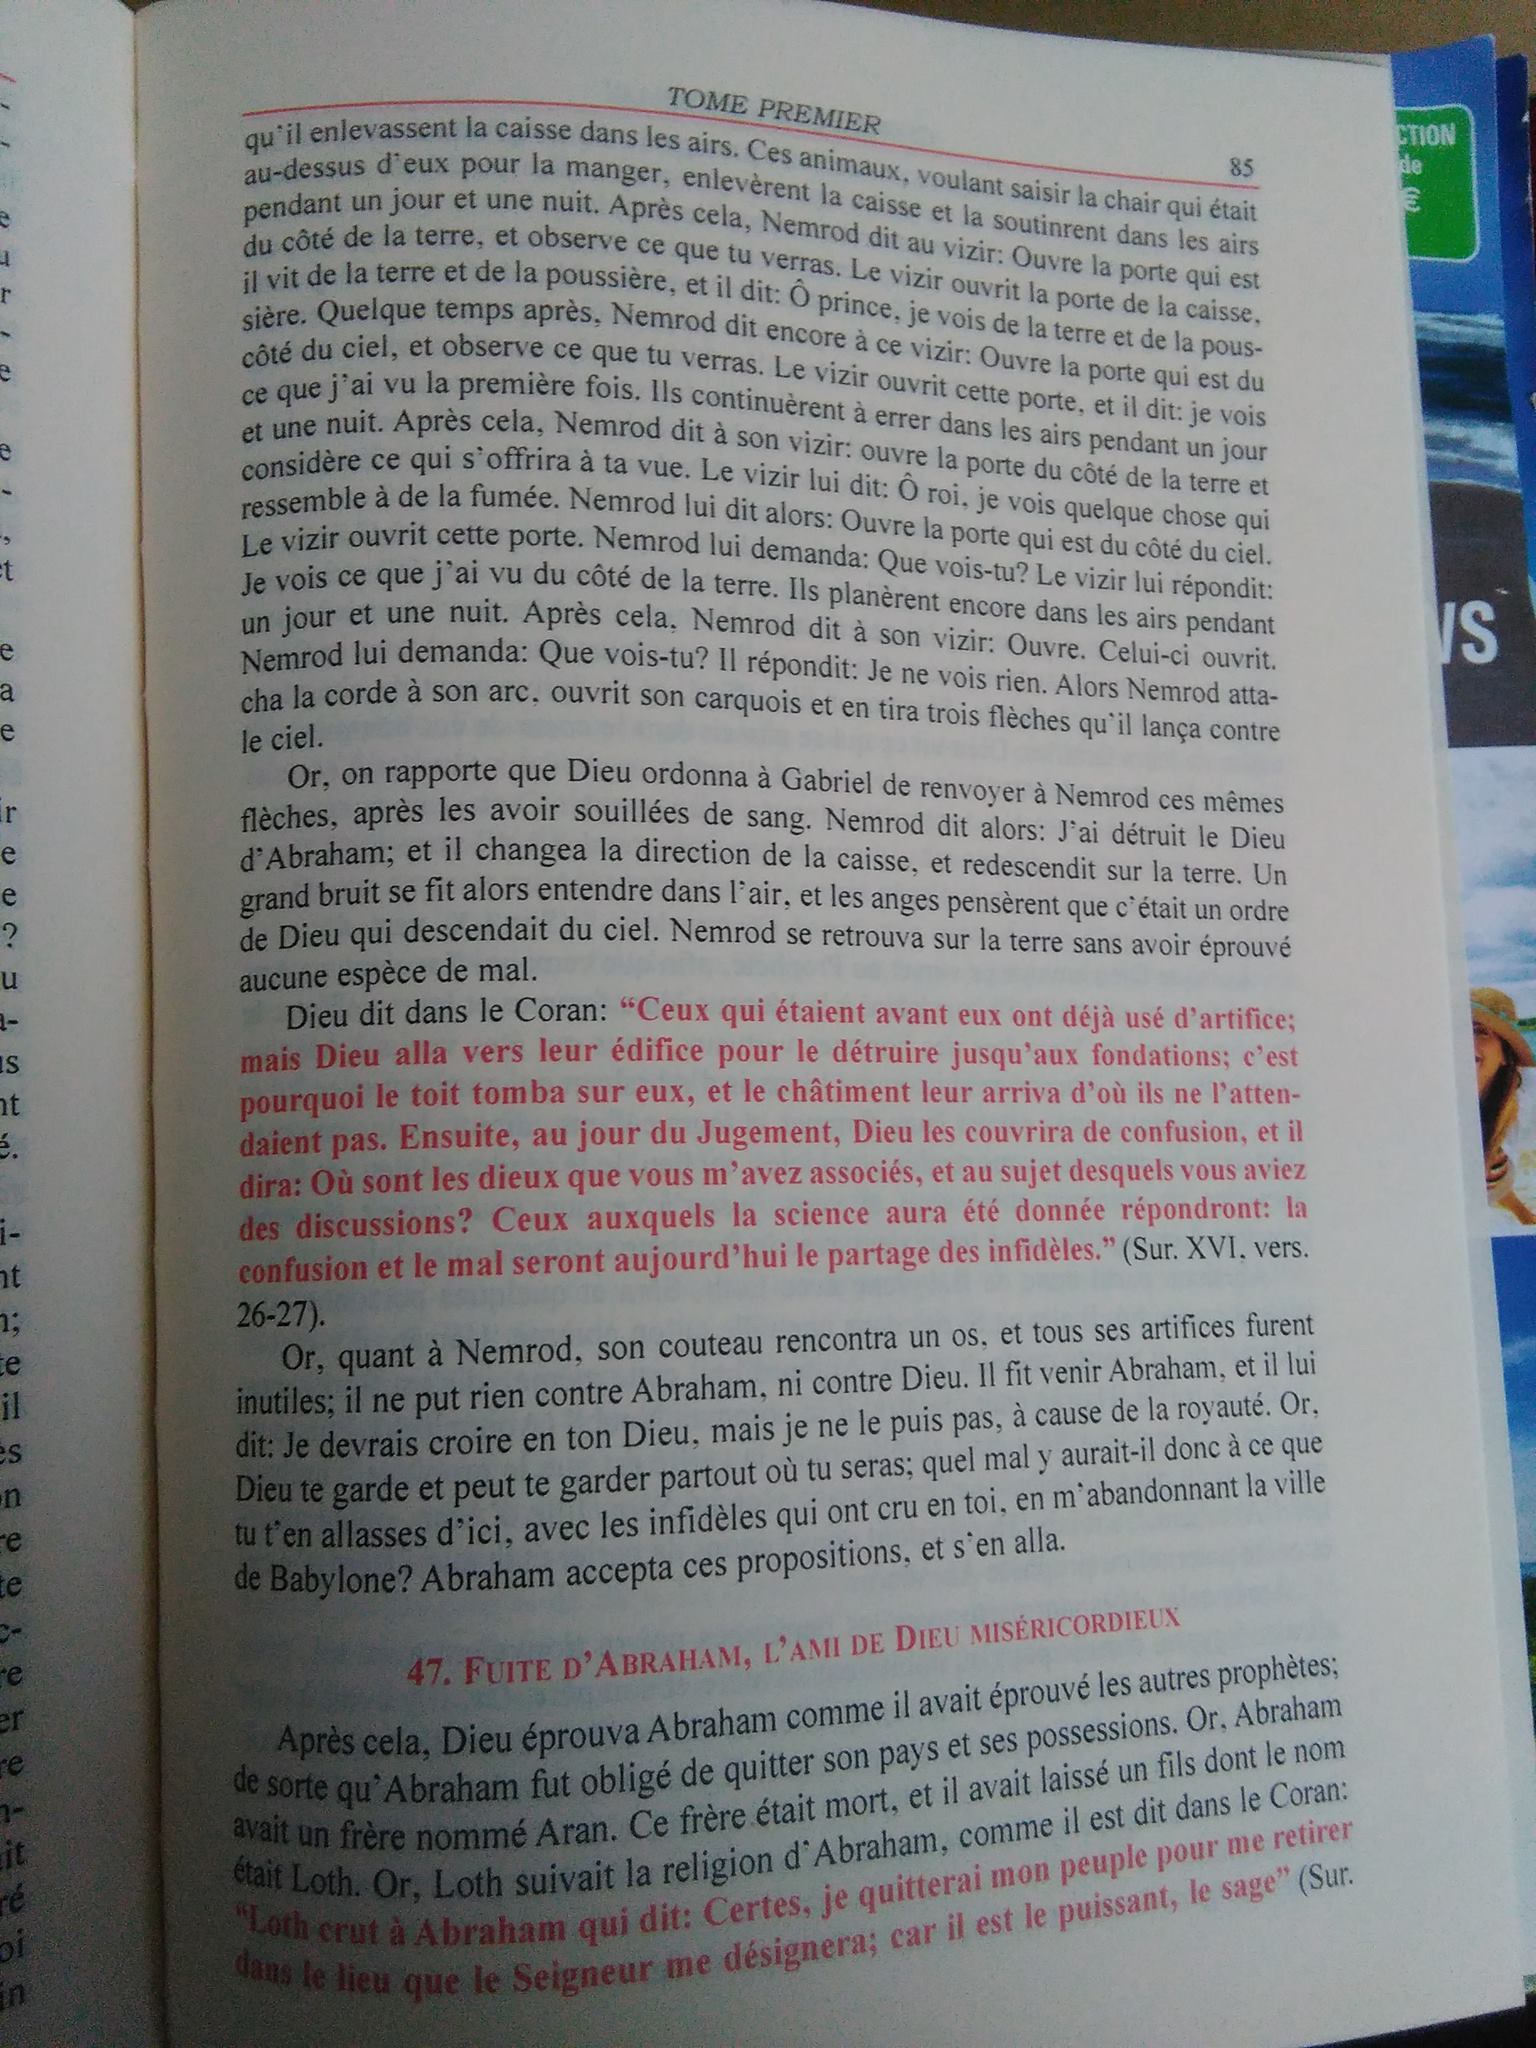 TOME PREMIER
85
qu'il enlevassent la caisse dans les airs. Ces animaux, voulant saisir la chair qui était
au-dessus d'eux pour la manger, enlevèrent la caisse et la soutinrent dans les airs
pendant un jour et une nuit. Après cela, Nemrod dit au vizir: Ouvre la porte qui est
du côté de la terre, et observe ce que tu verras. Le vizir ouvrit la porte de la caisse,
il vit de la terre et de la poussière, et il dit: Ô prince, je vois de la terre et de la pous-
sière. Quelque temps après, Nemrod dit encore à ce vizir: Ouvre la porte qui est du
côté du ciel, et observe ce que tu verras. Le vizir ouvrit cette porte, et il dit: je vois
ce que j'ai vu la première fois. Ils continuèrent à errer dans les airs pendant un jour
et une nuit. Après cela, Nemrod dit à son vizir: ouvre la porte du côté de la terre et
considère ce qui s'offrira à ta vue. Le vizir lui dit: Ô roi, je vois quelque chose qui
ressemble à de la fumée. Nemrod lui dit alors: Ouvre la porte qui est du côté du ciel.
Le vizir ouvrit cette porte. Nemrod lui demanda: Que vois-tu? Le vizir lui répondit:
Je vois ce que j'ai vu du côté de la terre. Ils planèrent encore dans les airs pendant
un jour et une nuit. Après cela, Nemrod dit à son vizir: Ouvre. Celui-ci ouvrit.
Nemrod lui demanda: Que vois-tu? Il répondit: Je ne vois rien. Alors Nemrod atta-
cha la corde à son arc, ouvrit son carquois et en tira trois flèches qu'il lança contre
le ciel.
Or, on rapporte que Dieu ordonna à Gabriel de renvoyer à Nemrod ces mêmes
flèches, après les avoir souillées de sang. Nemrod dit alors: J'ai détruit le Dieu
d'Abraham; et il changea la direction de la caisse, et redescendit sur la terre. Un
grand bruit se fit alors entendre dans l'air, et les anges pensèrent que c'était un ordre
de Dieu qui descendait du ciel. Nemrod se retrouva sur la terre sans avoir éprouvé
aucune espèce de mal.
Dieu dit dans le Coran: “Ceux qui étaient avant eux ont déjà usé d'artifice;
mais Dieu alla vers leur édifice pour le détruire jusqu'aux fondations; c'est
pourquoi le toit tomba sur eux, et le châtiment leur arriva d'où ils ne l'atten-
daient pas. Ensuite, au jour du Jugement, Dieu les couvrira de confusion, et il
dira: Où sont les dieux que vous m'avez associés, et au sujet desquels vous aviez
des discussions? Ceux auxquels la science aura été donnée répondront: la
confusion et le mal seront aujourd'hui le partage des infidèles.” (Sur. XVI, vers.
26-27).
Or, quant à Nemrod, son couteau rencontra un os, et tous ses artifices furent
inutiles; il ne put rien contre Abraham, ni contre Dieu. Il fit venir Abraham, et il lui
dit: Je devrais croire en ton Dieu, mais je ne le puis pas, à cause de la royauté. Or,
Dieu te garde et peut te garder partout où tu seras; quel mal y aurait-il donc à ce que
tu t'en allasses d'ici, avec les infidèles qui ont cru en toi, en m'abandonnant la ville
de Babylone? Abraham accepta ces propositions, et s'en alla.
47. FUITE D'ABRAHAM, L'AMI DE DIEU MISÉRICORDIEUX
Après cela, Dieu éprouva Abraham comme il avait éprouvé les autres prophètes;
de sorte qu'Abraham fut obligé de quitter son pays et ses possessions. Or, Abraham
avait un frère nommé Aran. Ce frère était mort, et il avait laissé un fils dont le nom
était Loth. Or, Loth suivait la religion d'Abraham, comme il est dit dans le Coran:
“Loth crut à Abraham qui dit: Certes, je quitterai mon peuple pour me retirer
dans le lieu que le Seigneur me désignera; car il est le puissant, le sage” (Sur.
CTION
de
€